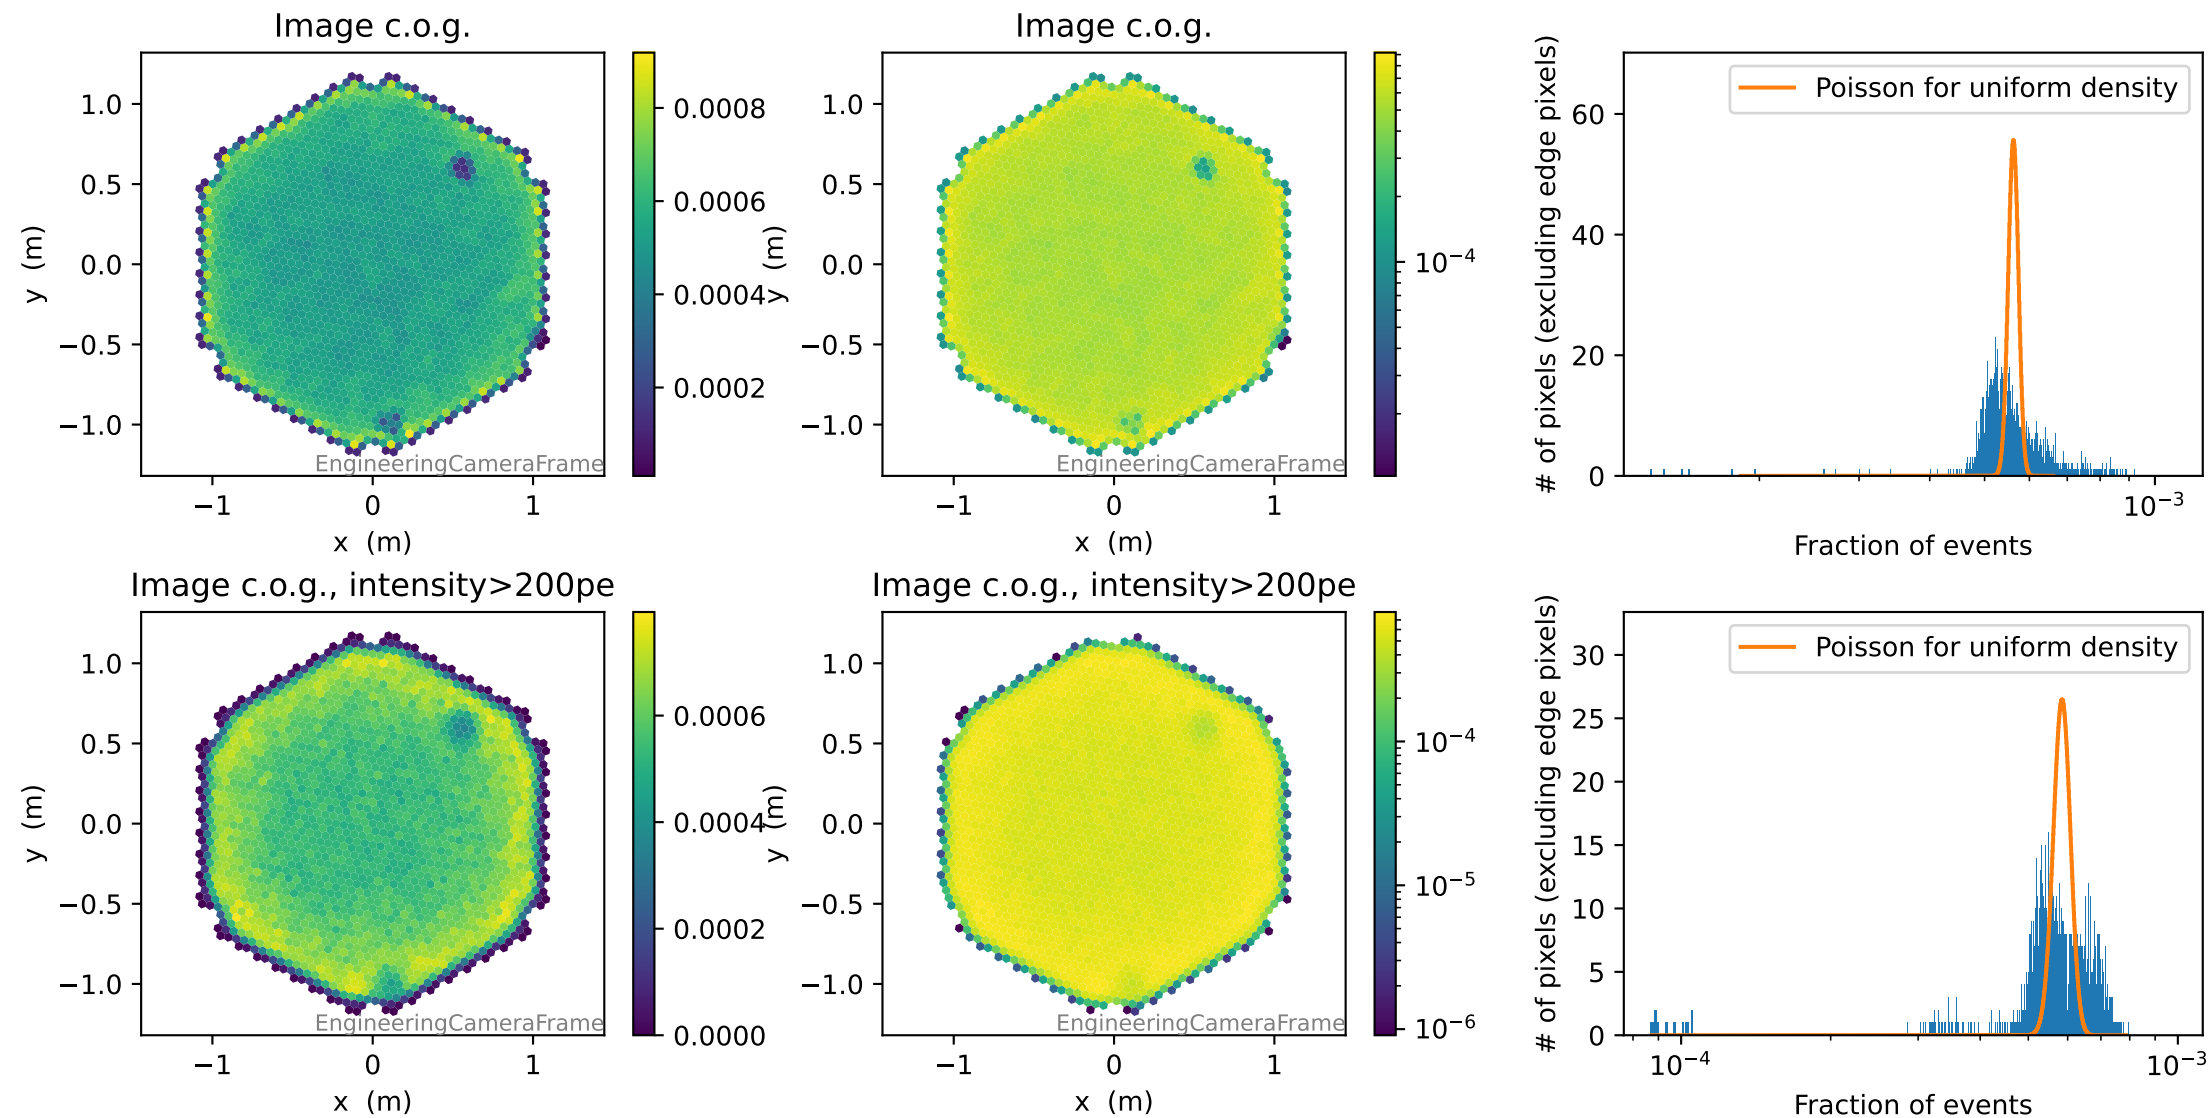 Image c.o.g.
1.0
0.5
0.0
−0.5
−1.0
y (m)
−1
0
1
x (m)
EngineeringCameraFrame
0.0008
0.0006
0.0004
0.0002
Image c.o.g.
1.0
0.5
0.0
−0.5
−1.0
y (m)
−1
0
1
x (m)
EngineeringCameraFrame
10⁻⁴
# of pixels (excluding edge pixels)
60
40
20
0
Poisson for uniform density
10⁻³
Fraction of events
Image c.o.g., intensity>200pe
1.0
0.5
0.0
−0.5
−1.0
y (m)
−1
0
1
x (m)
EngineeringCameraFrame
0.0006
0.0004
0.0002
0.0000
Image c.o.g., intensity>200pe
1.0
0.5
0.0
−0.5
−1.0
y (m)
−1
0
1
x (m)
EngineeringCameraFrame
10⁻⁴
10⁻⁵
10⁻⁶
# of pixels (excluding edge pixels)
30
25
20
15
10
5
0
Poisson for uniform density
10⁻⁴
10⁻³
Fraction of events